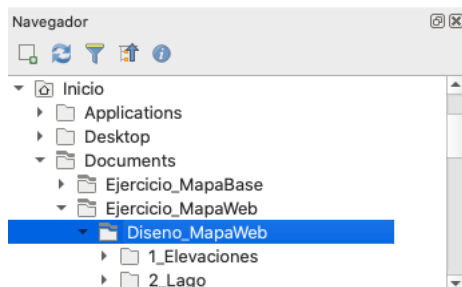 Navegador
Inicio
Applications
Desktop
Documents
Ejercicio_MapaBase
Ejercicio_MapaWeb
Diseno_MapaWeb
1_Elevaciones
2_Lago